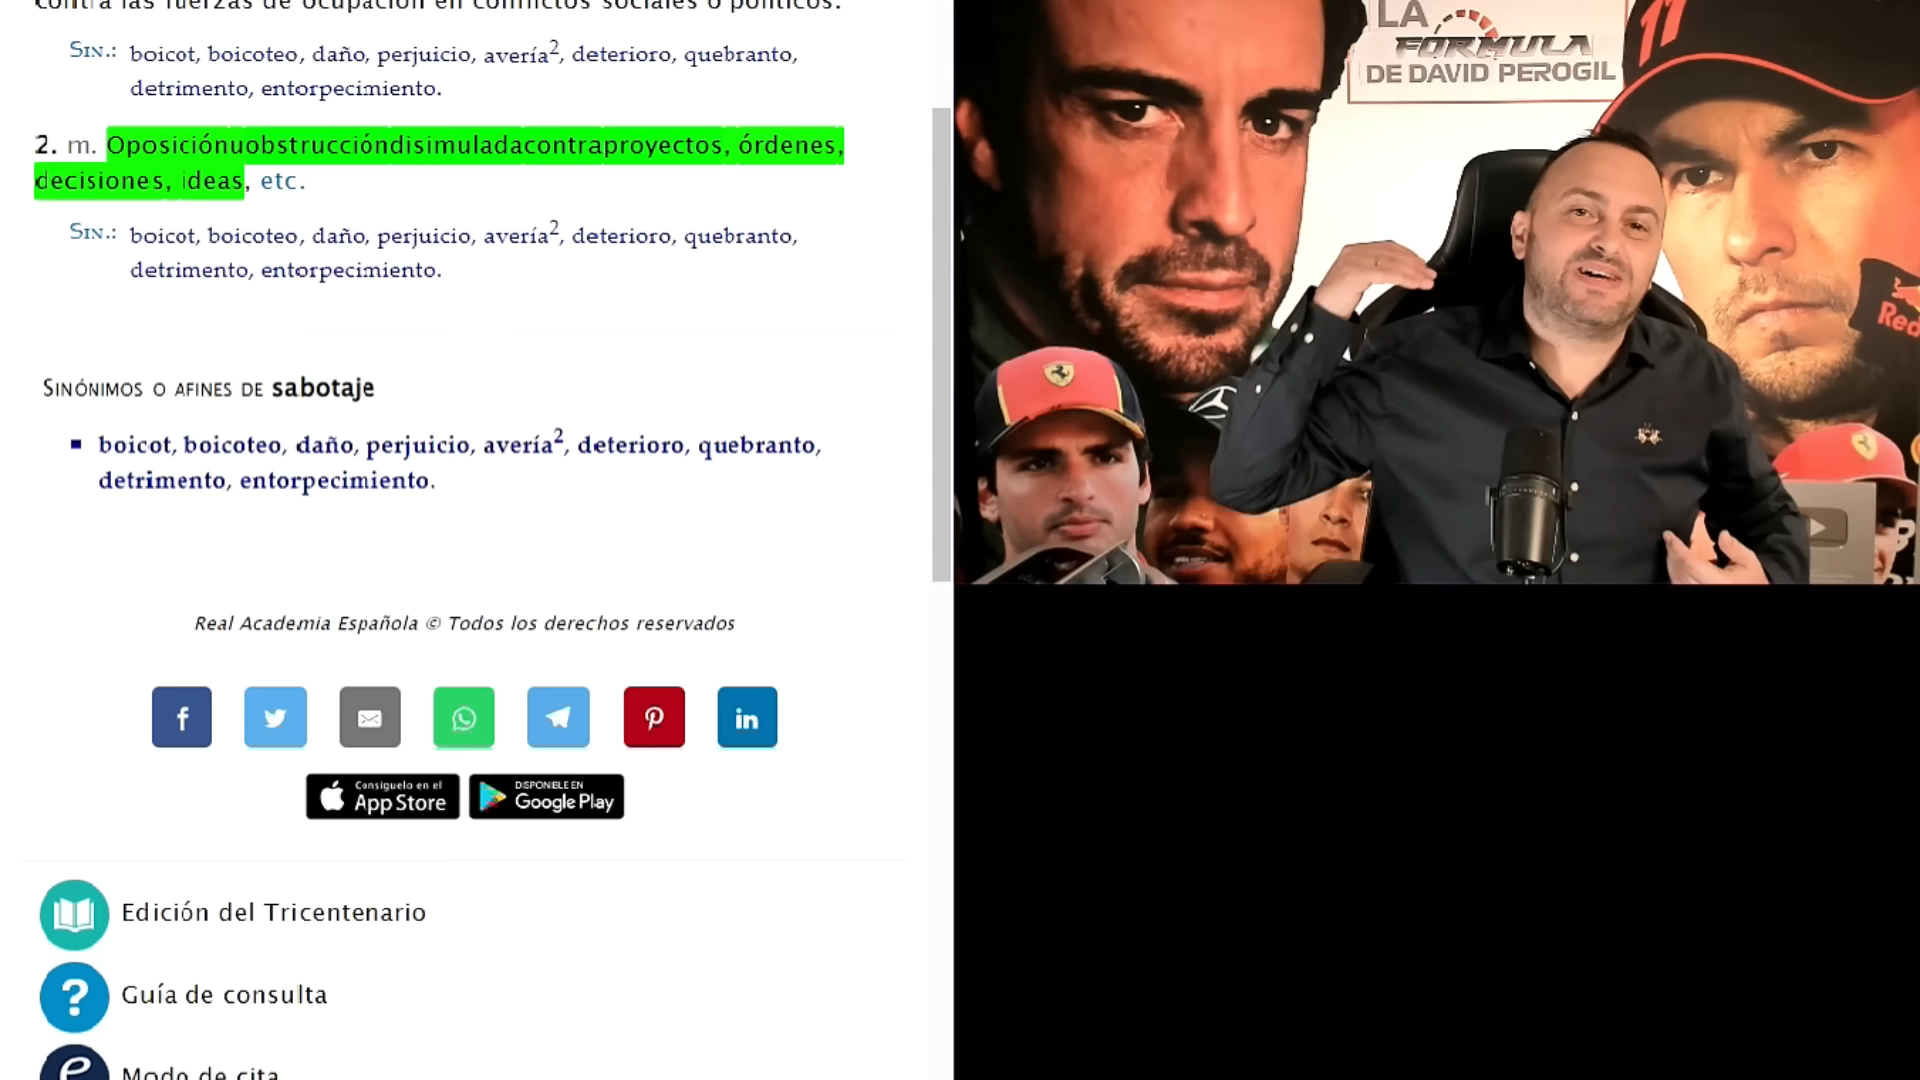 contra las fuerzas de ocupación en conflictos sociales o políticos.
Sin.: boicot, boicoteo, daño, perjuicio, avería2, deterioro, quebranto,
detrimento, entorpecimiento.
2. m. Oposiciónuobstruccióndisimuladacontraproyectos, órdenes,
decisiones, ideas, etc.
Sin.: boicot, boicoteo, daño, perjuicio, avería2, deterioro, quebranto,
detrimento, entorpecimiento.
Sinónimos o afines de sabotaje
boicot, boicoteo, daño, perjuicio, avería2, deterioro, quebranto,
detrimento, entorpecimiento.
Real Academia Española © Todos los derechos reservados
Consíguelo en el
App Store
DISPONIBLE EN
Google Play
Edición del Tricentenario
Guía de consulta
Modo de cita
LA
FORMULA
DE DAVID PEROGIL
11
Red